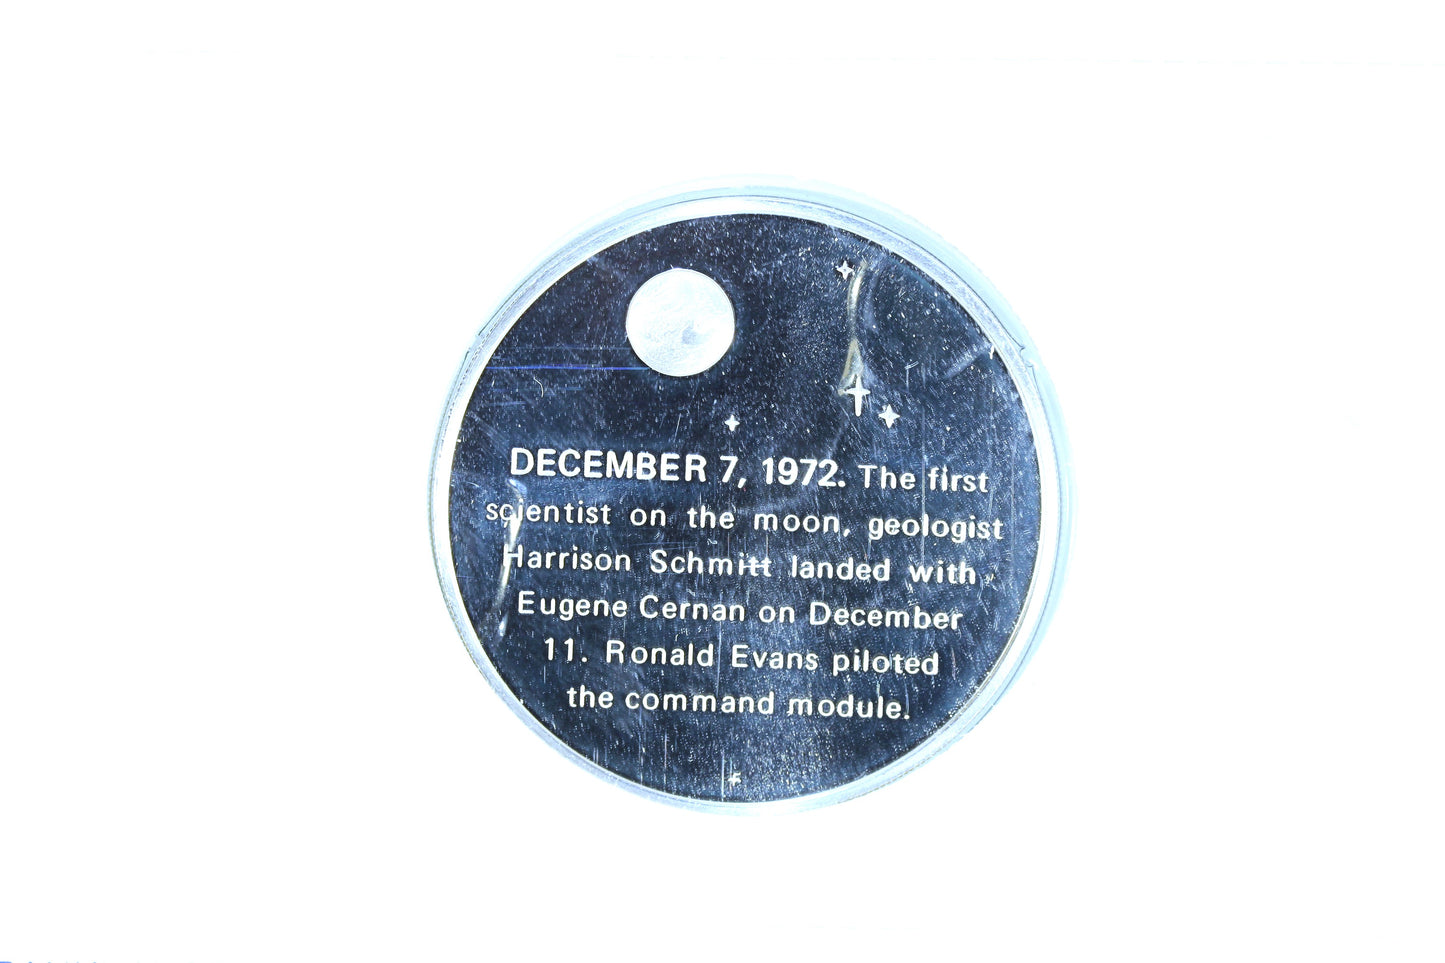 DECEMBER 7, 1972. The first
scientist on the moon, geologist
Harrison Schmitt landed with
Eugene Cernan on December
11. Ronald Evans piloted
the command module.